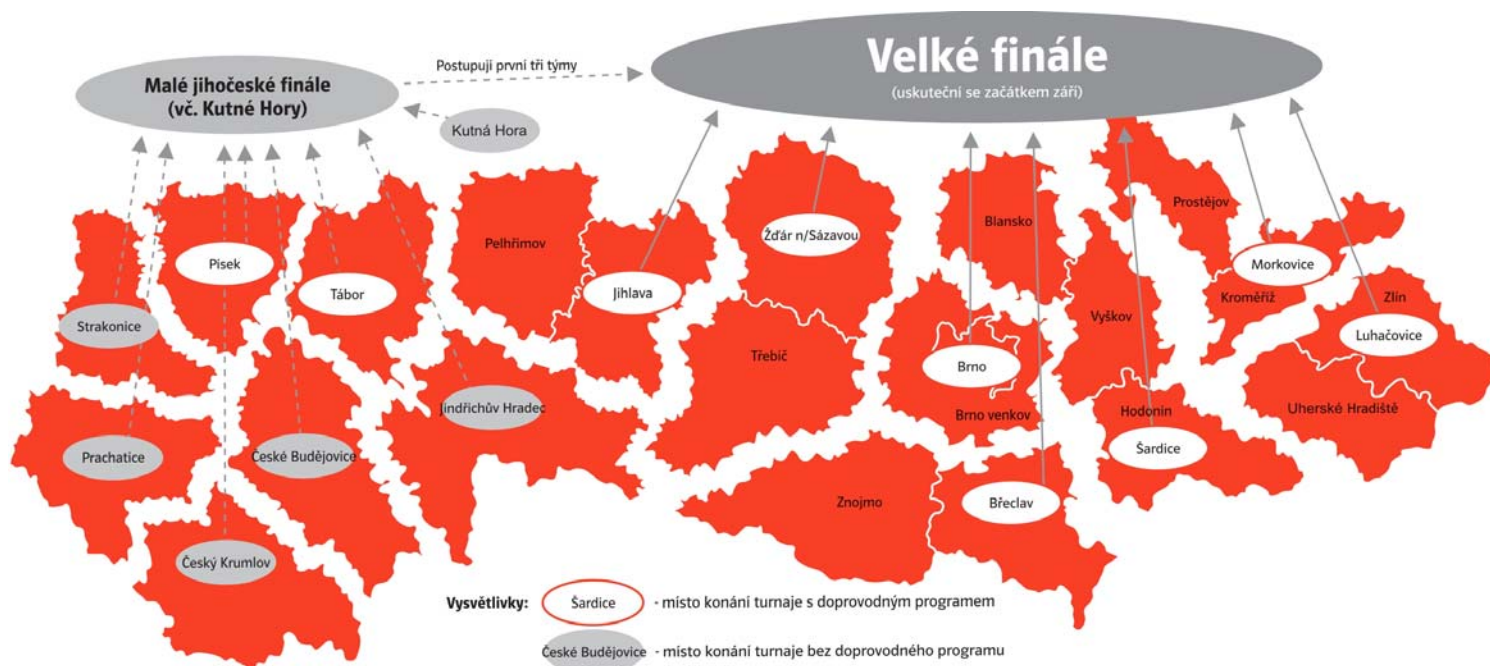 Velké finále
(uskuteční se začátkem září)
Postupují první tři týmy
Malé jihočeské finále
(vč. Kutné Hory)
Kutná Hora
Prostějov
Blansko
Žďár n/Sázavou
Pelhřimov
Písek
Morkovice
Tábor
Jihlava
Kroměříž
Zlín
Strakonice
Vyškov
Luhačovice
Třebíč
Brno
Jindřichův Hradec
Brno venkov
Hodonín
Uherské Hradiště
Šardice
Prachatice
České Budějovice
Znojmo
Břeclav
Český Krumlov
Vysvětlivky:
Šardice
- místo konání turnaje s doprovodným programem
České Budějovice
- místo konání turnaje bez doprovodného programu